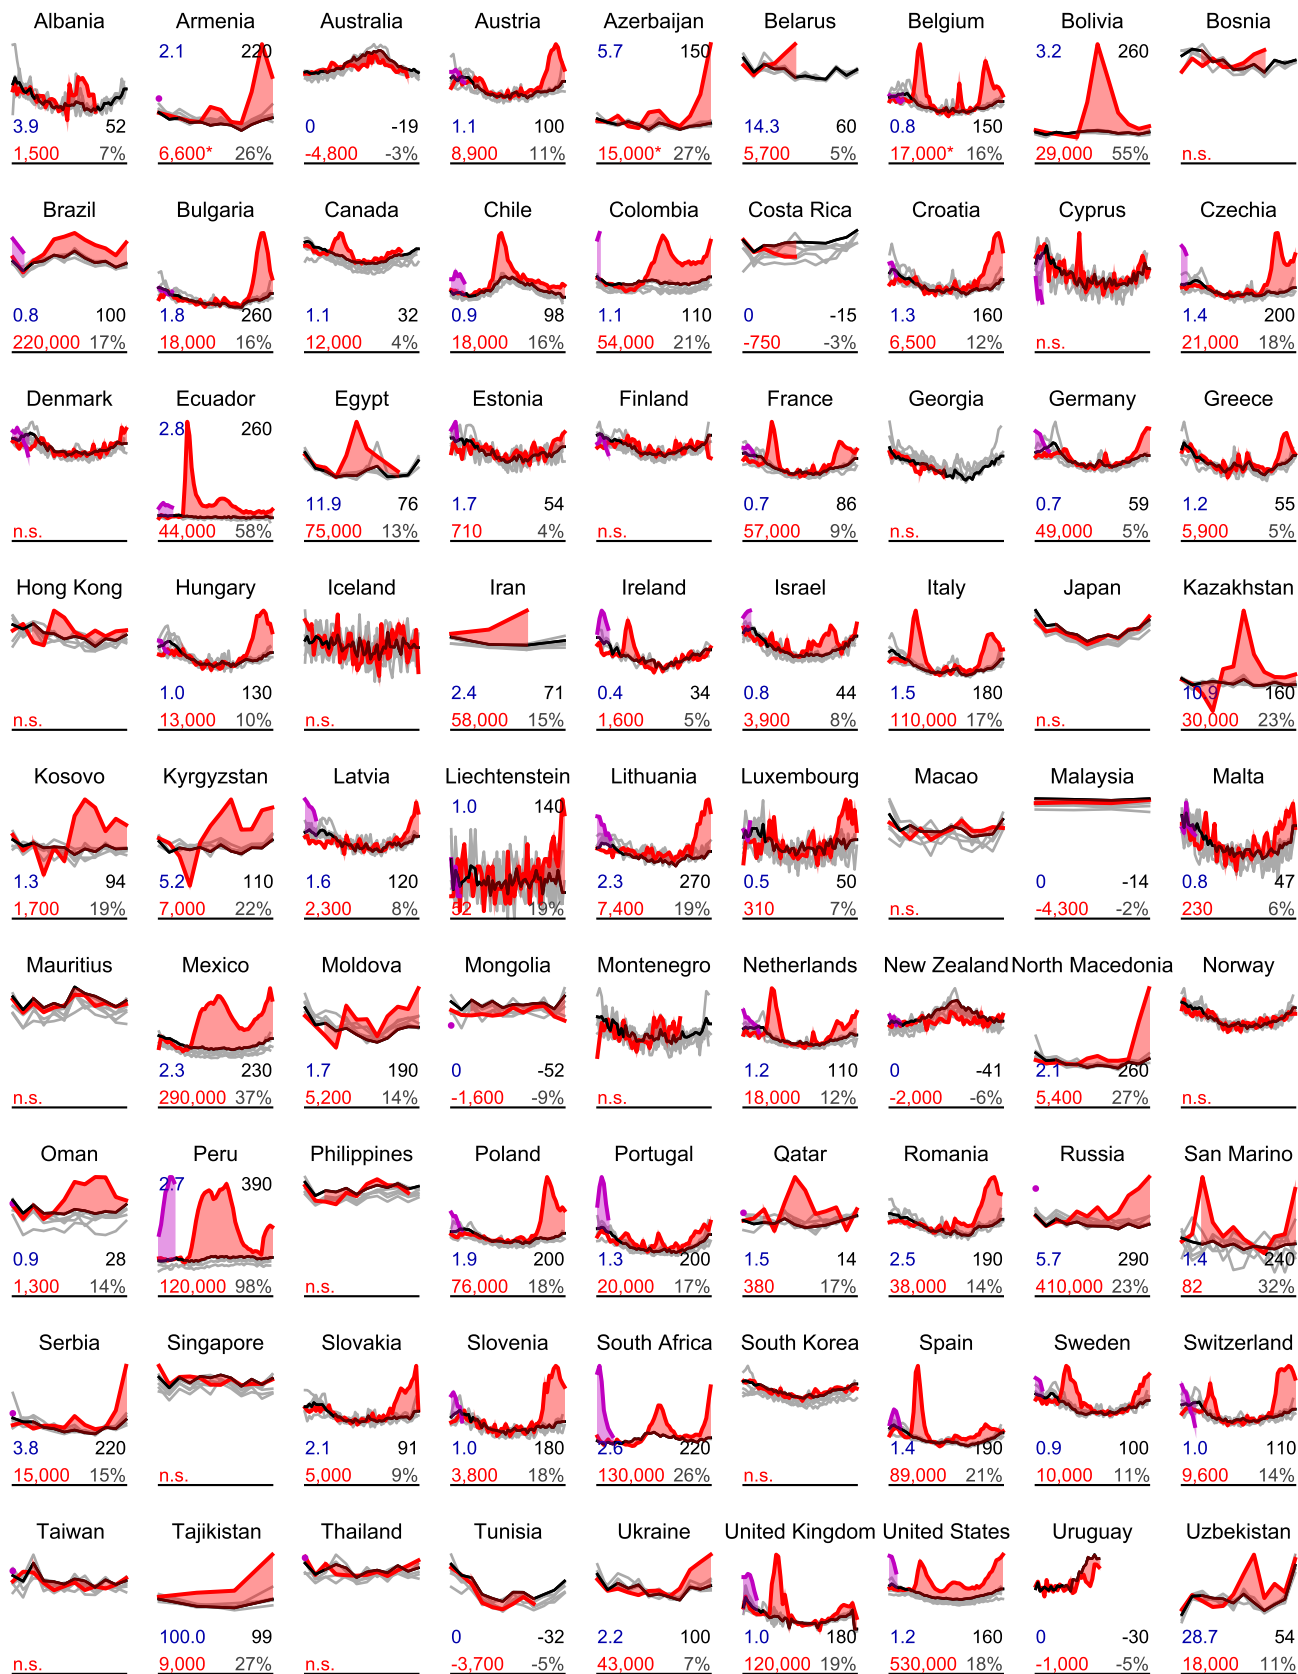 Albania Armenia Australia Austria Azerbaijan Belarus Belgium Bolivia Bosnia
2.1 220 5.7 150 3.2 260
3.9 52 0 -19 1.1 100 14.3 60 0.8 150
1,500 7% 6,600* 26% -4,800 -3% 8,900 11% 15,000* 27% 5,700 5% 17,000* 16% 29,000 55% n.s.
Brazil Bulgaria Canada Chile Colombia Costa Rica Croatia Cyprus Czechia
0.8 100 1.8 260 1.1 32 0.9 98 1.1 110 0 -15 1.3 160 1.4 200
220,000 17% 18,000 16% 12,000 4% 18,000 16% 54,000 21% -750 -3% 6,500 12% n.s. 21,000 18%
Denmark Ecuador Egypt Estonia Finland France Georgia Germany Greece
2.8 260
11.9 76 1.7 54 0.7 86 0.7 59 1.2 55
n.s. 44,000 58% 75,000 13% 710 4% n.s. 57,000 9% n.s. 49,000 5% 5,900 5%
Hong Kong Hungary Iceland Iran Ireland Israel Italy Japan Kazakhstan
1.0 130 2.4 71 0.4 34 0.8 44 1.5 180 10.9 160
n.s. 13,000 10% n.s. 58,000 15% 1,600 5% 3,900 8% 110,000 17% n.s. 30,000 23%
Kosovo Kyrgyzstan Latvia Liechtenstein Lithuania Luxembourg Macao Malaysia Malta
1.0 140
1.3 94 5.2 110 1.6 120 2.3 270 0.5 50 0 -14 0.8 47
1,700 19% 7,000 22% 2,300 8% 52 19% 7,400 19% 310 7% n.s. -4,300 -2% 230 6%
Mauritius Mexico Moldova Mongolia Montenegro Netherlands New Zealand North Macedonia Norway
2.3 230 1.7 190 0 -52 1.2 110 0 -41 2.1 260
n.s. 290,000 37% 5,200 14% -1,600 -9% n.s. 18,000 12% -2,000 -6% 5,400 27% n.s.
Oman Peru Philippines Poland Portugal Qatar Romania Russia San Marino
2.7 390
0.9 28 1.9 200 1.3 200 1.5 14 2.5 190 5.7 290 1.4 240
1,300 14% 120,000 98% n.s. 76,000 18% 20,000 17% 380 17% 38,000 14% 410,000 23% 82 32%
Serbia Singapore Slovakia Slovenia South Africa South Korea Spain Sweden Switzerland
3.8 220 2.1 91 1.0 180 2.6 220 1.4 190 0.9 100 1.0 110
15,000 15% n.s. 5,000 9% 3,800 18% 130,000 26% n.s. 89,000 21% 10,000 11% 9,600 14%
Taiwan Tajikistan Thailand Tunisia Ukraine United Kingdom United States Uruguay Uzbekistan
100.0 99 0 -32 2.2 100 1.0 180 1.2 160 0 -30 28.7 54
n.s. 9,000 27% n.s. -3,700 -5% 43,000 7% 120,000 19% 530,000 18% -1,000 -5% 18,000 11%